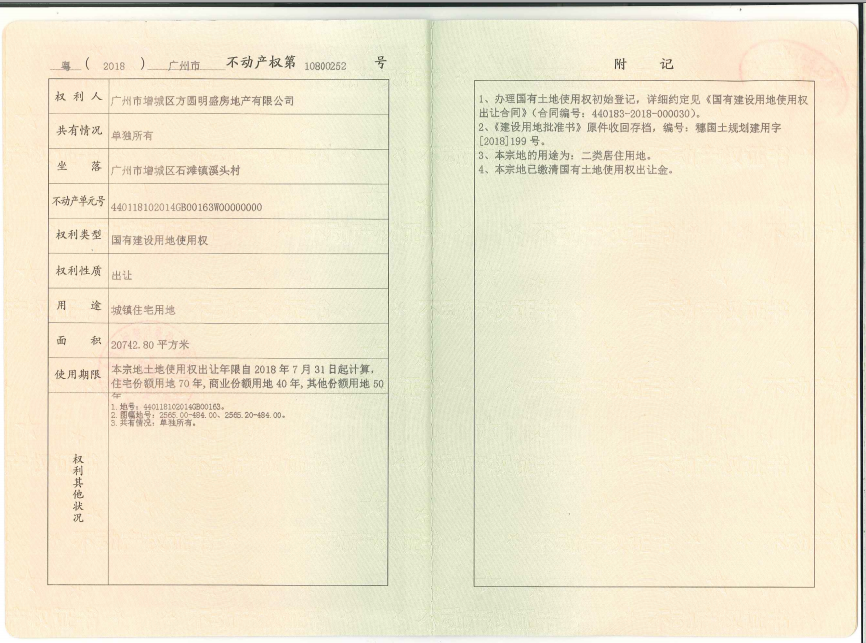 粤 ( 2018 ) 广州市 不动产权第 10800252 号
权利人 广州市增城区方圆明盛房地产有限公司
共有情况 单独所有
坐落 广州市增城区石滩镇溪头村
不动产单元号 440118102014GB00163W00000000
权利类型 国有建设用地使用权
权利性质 出让
用途 城镇住宅用地
面积 20742.80 平方米
使用期限 本宗地土地使用权出让年限自 2018 年 7 月 31 日起计算,
住宅份额用地 70 年, 商业份额用地 40 年, 其他份额用地 50
年
权利其他状况
1. 地号: 440118102014GB00163。
2. 图幅地号: 2565.00-484.00、2565.20-484.00。
3. 共有情况: 单独所有。
附 记
1、办理国有土地使用权初始登记, 详细约定见《国有建设用地使用权
出让合同》(合同编号: 440183-2018-000030)。
2、《建设用地批准书》原件收回存档, 编号: 穗国土规划建用字
[2018]199 号。
3、本宗地的用途为: 二类居住用地。
4、本宗地已缴清国有土地使用权出让金。